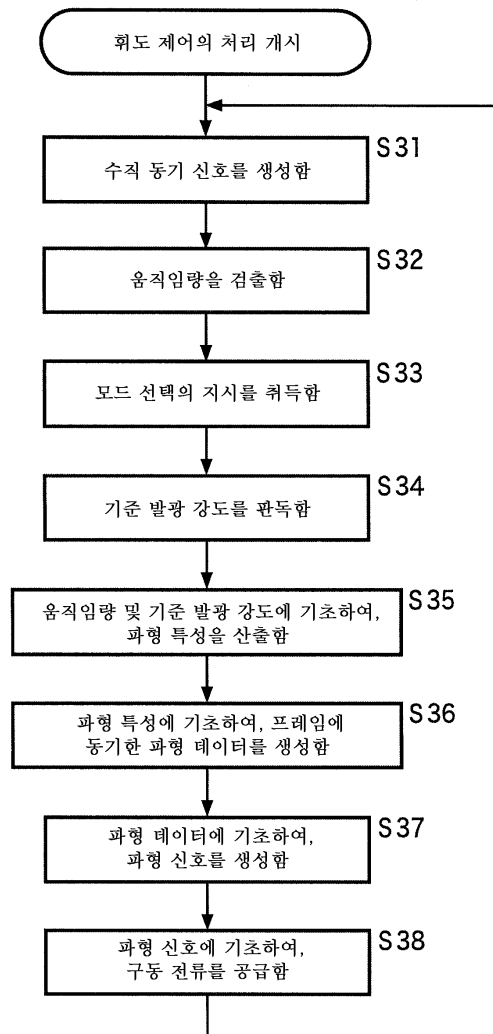 휘도 제어의 처리 개시
S31
수직 동기 신호를 생성함
S32
움직임량을 검출함
S33
모드 선택의 지시를 취득함
S34
기준 발광 강도를 판독함
S35
움직임량 및 기준 발광 강도에 기초하여,
파형 특성을 산출함
S36
파형 특성에 기초하여, 프레임에
동기한 파형 데이터를 생성함
S37
파형 데이터에 기초하여,
파형 신호를 생성함
S38
파형 신호에 기초하여,
구동 전류를 공급함